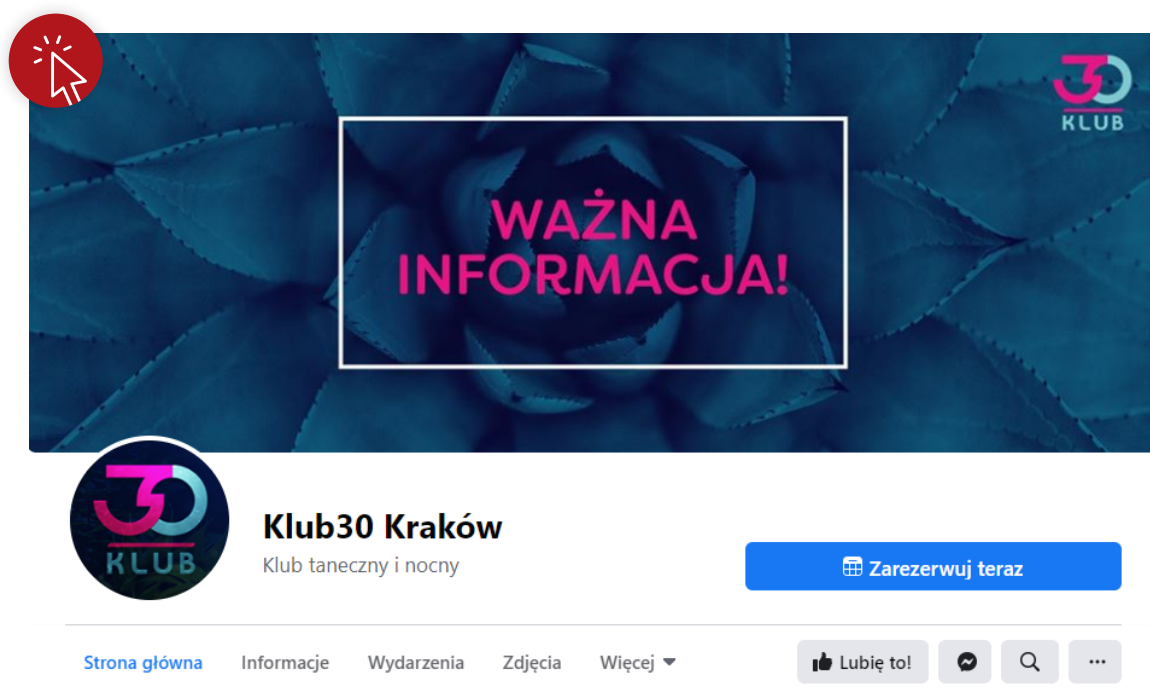 30
KLUB
WAŻNA
INFORMACJA!
30
KLUB
Klub30 Kraków
Klub taneczny i nocny
Zarezerwuj teraz
Strona główna Informacje Wydarzenia Zdjęcia Więcej Lubię to!